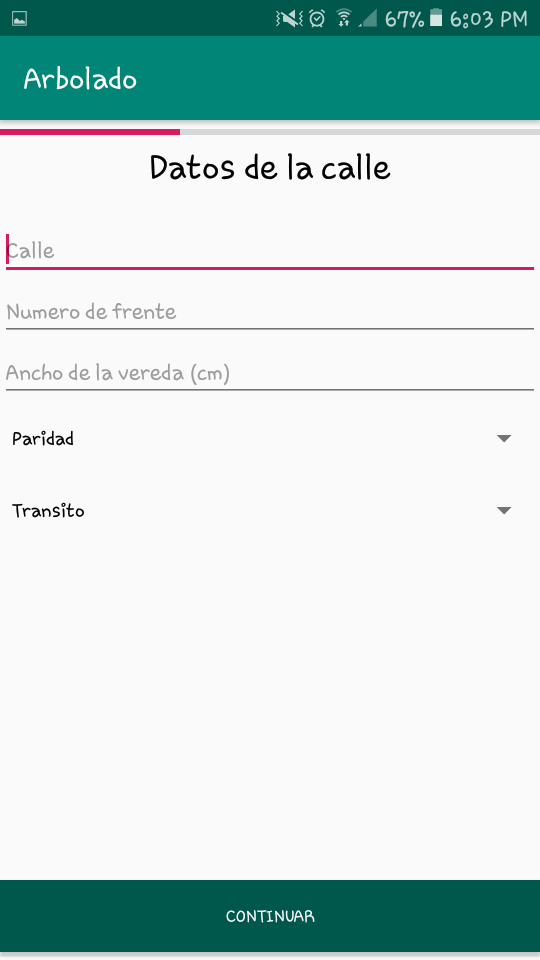 67% 6:03 PM
Arbolado
Datos de la calle
Calle
Numero de frente
Ancho de la vereda (cm)
Paridad
Transito
CONTINUAR